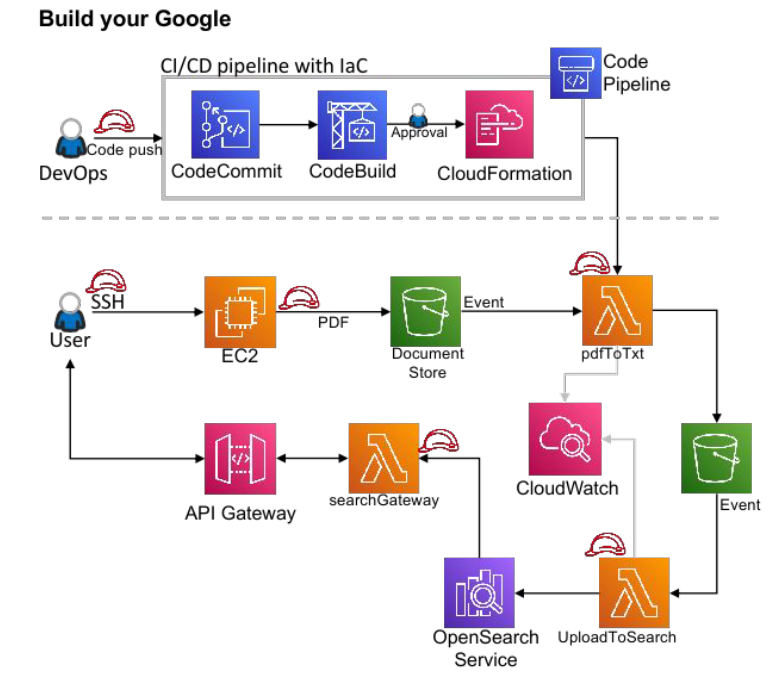 Build your Google
CI/CD pipeline with IaC
Code
Pipeline
Code push
Approval
DevOps
CodeCommit
CodeBuild
CloudFormation
SSH
User
EC2
PDF
Document
Store
Event
pdfToTxt
CloudWatch
Event
API Gateway
searchGateway
OpenSearch
Service
UploadToSearch